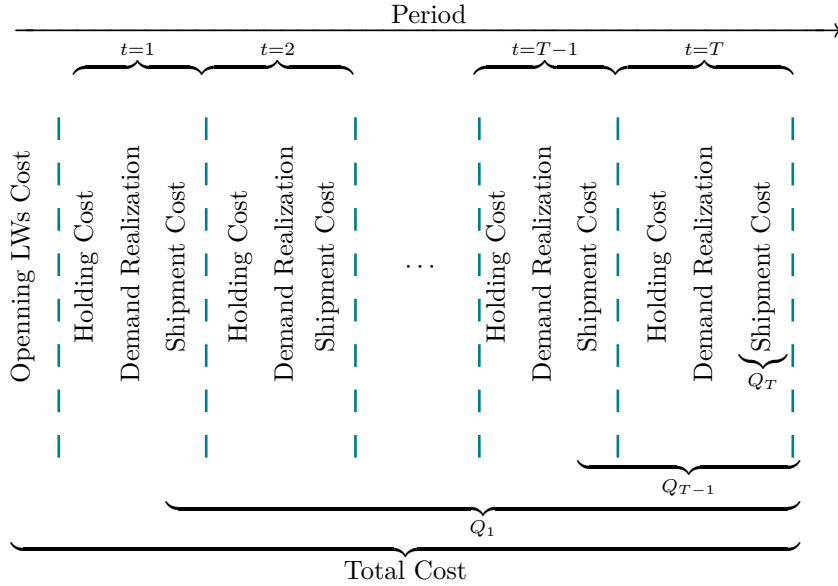 Period
t=1
t=2
t=T−1
t=T
Openning LWs Cost
Holding Cost
Demand Realization
Shipment Cost
Holding Cost
Demand Realization
Shipment Cost
...
Holding Cost
Demand Realization
Shipment Cost
Holding Cost
Demand Realization
Shipment Cost
Q_T
Q_{T−1}
Q_1
Total Cost